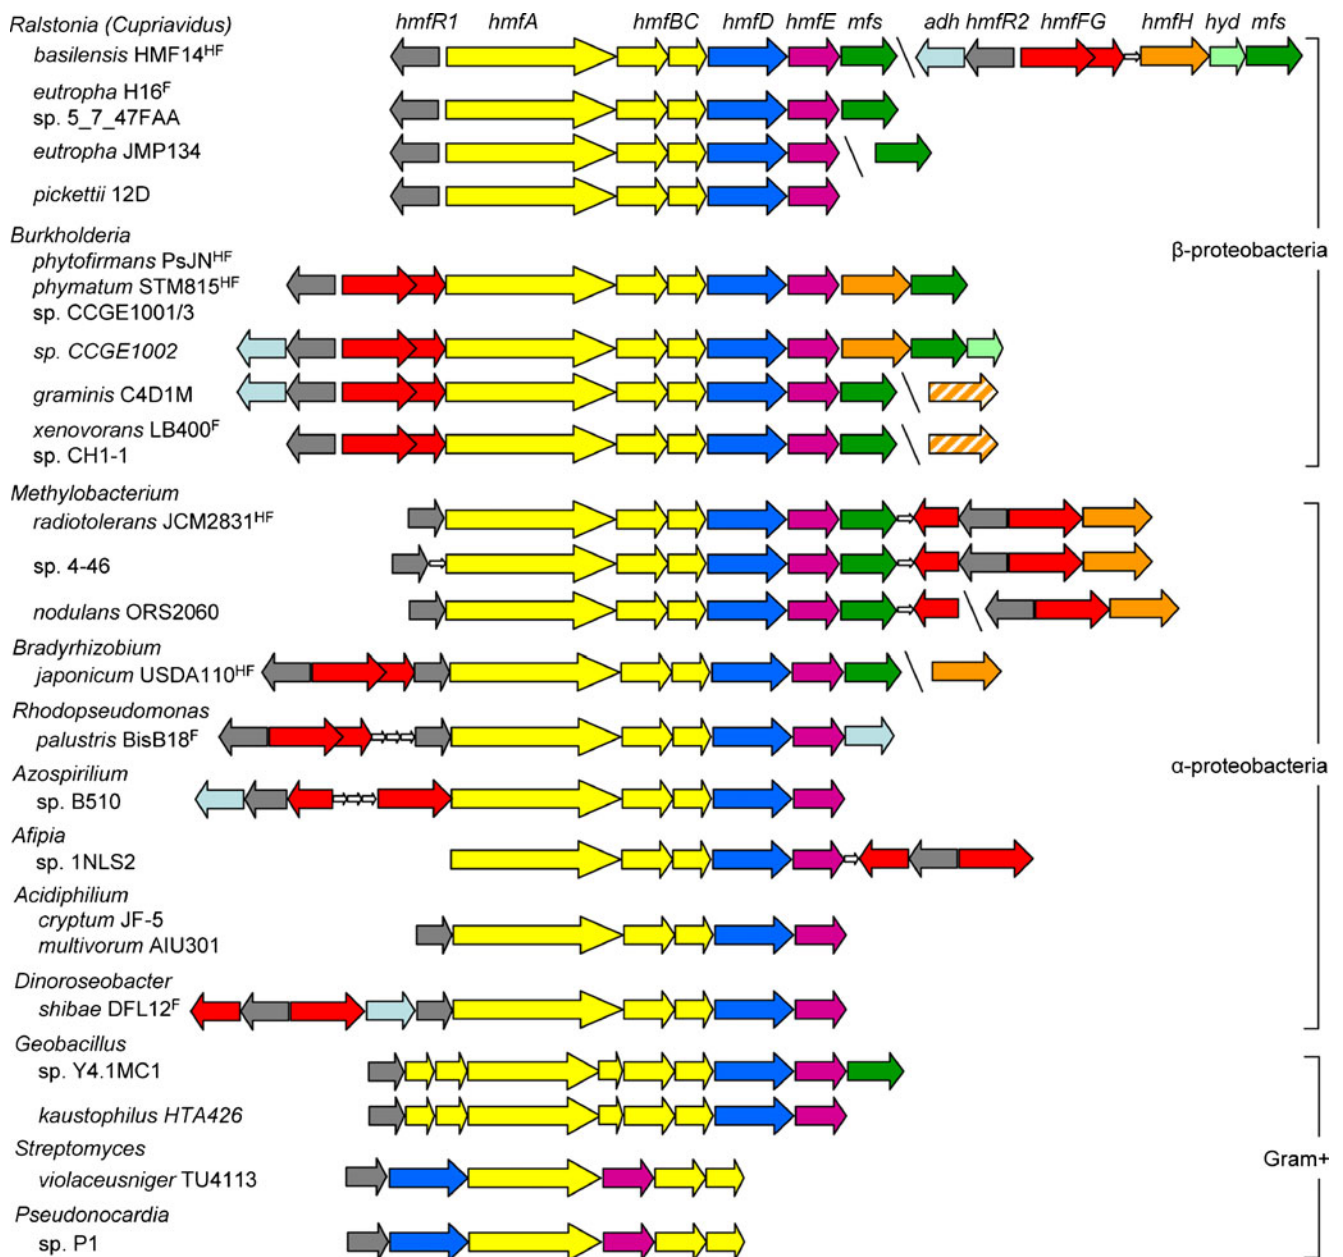 Ralstonia (Cupriavidus) hmfR1 hmfA hmfBC hmfD hmfE mfs adh hmfR2 hmfFG hmfH hyd mfs
basilensis HMF14HF
eutropha H16F
sp. 5_7_47FAA
eutropha JMP134
pickettii 12D
Burkholderia
β-proteobacteria
phytofirmans PsJNHF
phymatum STM815HF
sp. CCGE1001/3
sp. CCGE1002
graminis C4D1M
xenovorans LB400F
sp. CH1-1
Methylobacterium
radiotolerans JCM2831HF
sp. 4-46
nodulans ORS2060
Bradyrhizobium
japonicum USDA110HF
Rhodopseudomonas
palustris BisB18F
α-proteobacteria
Azospirilium
sp. B510
Afipia
sp. 1NLS2
Acidiphilium
cryptum JF-5
multivorum AIU301
Dinoroseobacter
shibae DFL12F
Geobacillus
sp. Y4.1MC1
kaustophilus HTA426
Streptomyces
Gram+
violaceusniger TU4113
Pseudonocardia
sp. P1